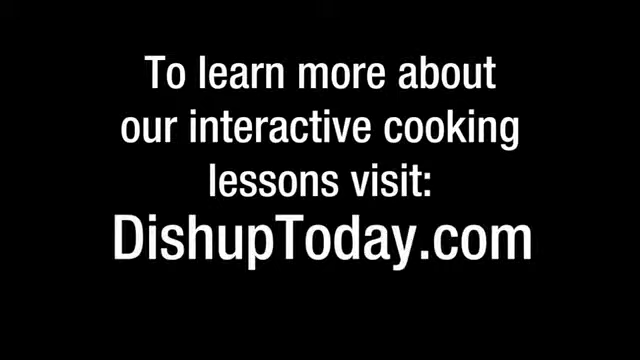 To learn more about
our interactive cooking
lessons visit:
DishupToday.com